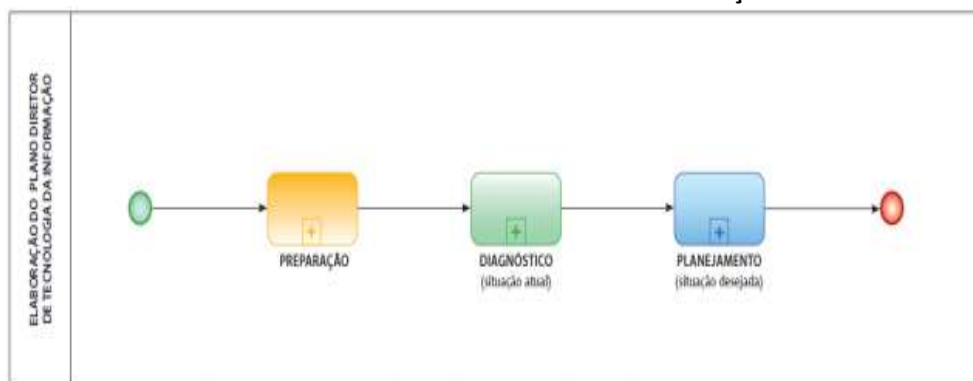 ELABORAÇÃO DO PLANO DIRETOR
DE TECNOLOGIA DA INFORMAÇÃO
PREPARAÇÃO
DIAGNÓSTICO
(situação atual)
PLANEJAMENTO
(situação desejada)